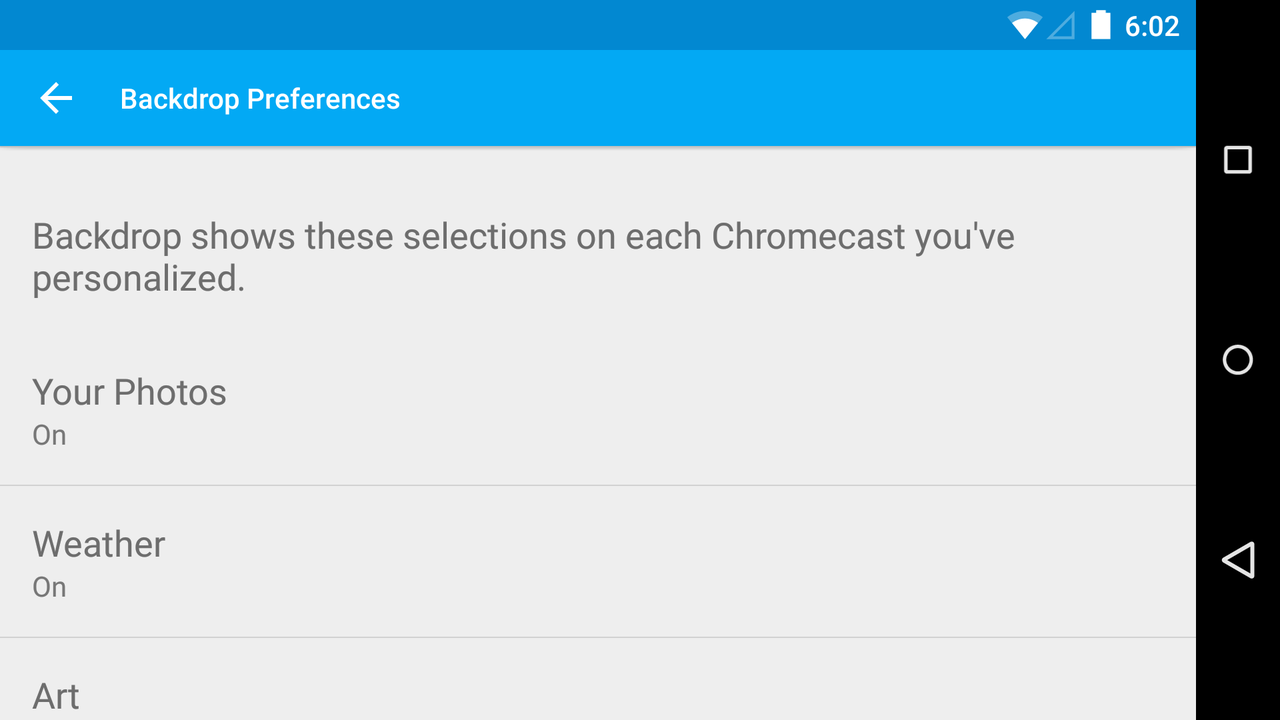 6:02
Backdrop Preferences
Backdrop shows these selections on each Chromecast you've
personalized.
Your Photos
On
Weather
On
Art